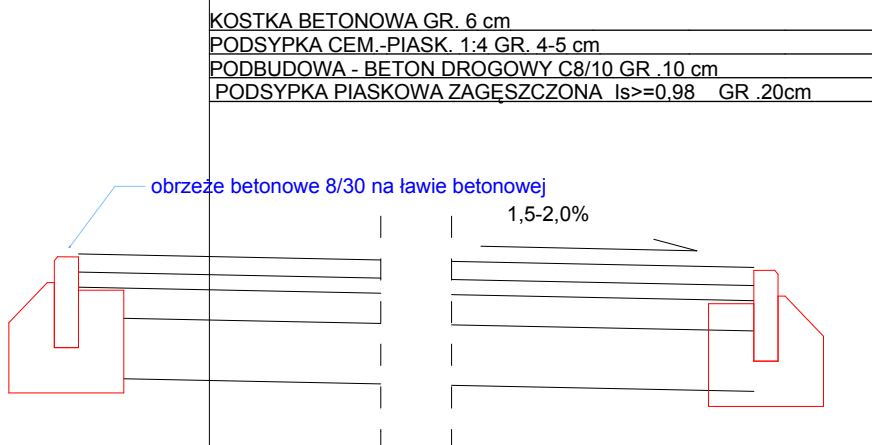 KOSTKA BETONOWA GR. 6 cm
PODSYPKA CEM.-PIASK. 1:4 GR. 4-5 cm
PODBUDOWA - BETON DROGOWY C8/10 GR .10 cm
PODSYPKA PIASKOWA ZAGĘSZCZONA Is>=0,98 GR .20cm
obrzeże betonowe 8/30 na ławie betonowej
1,5-2,0%